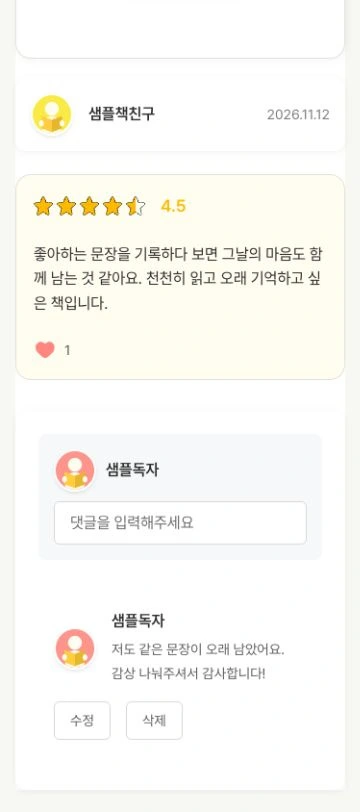 샘플책친구
2026.11.12
4.5
좋아하는 문장을 기록하다 보면 그날의 마음도 함
께 남는 것 같아요. 천천히 읽고 오래 기억하고 싶
은 책입니다.
1
샘플독자
댓글을 입력해주세요
샘플독자
저도 같은 문장이 오래 남았어요.
감상 나눠주셔서 감사합니다!
수정
삭제